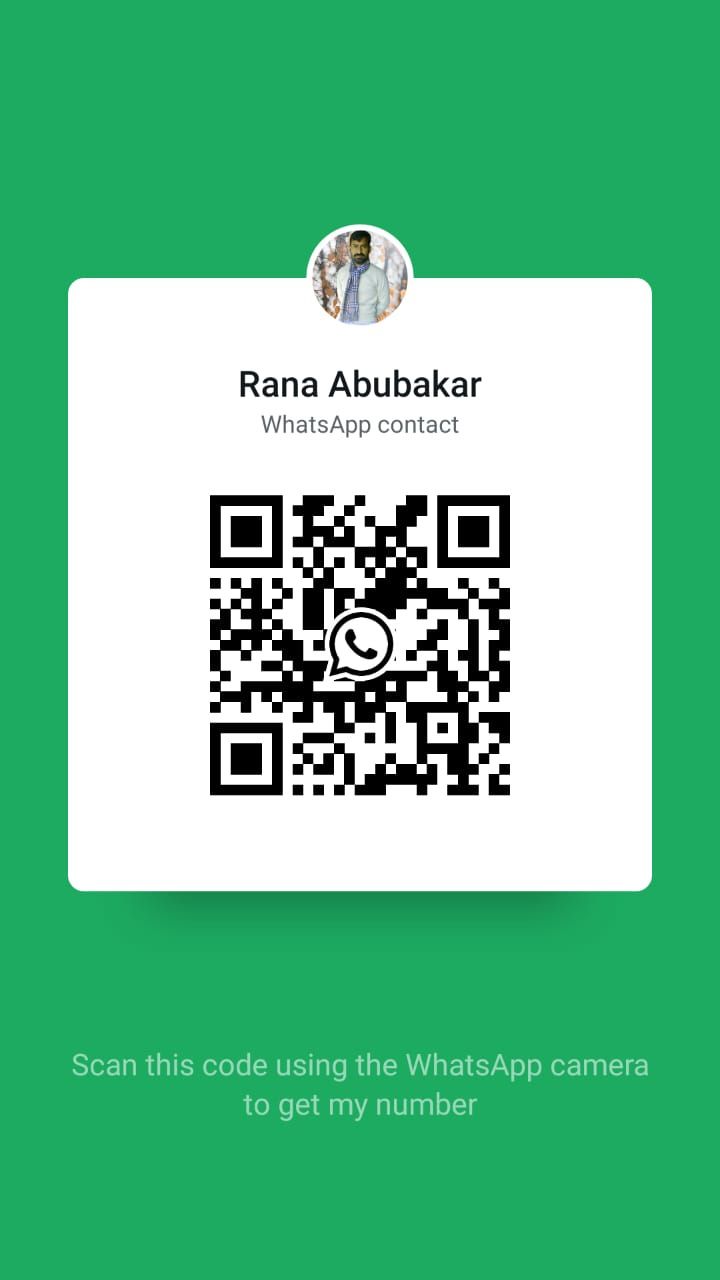 Rana Abubakar
WhatsApp contact
Scan this code using the WhatsApp camera
to get my number